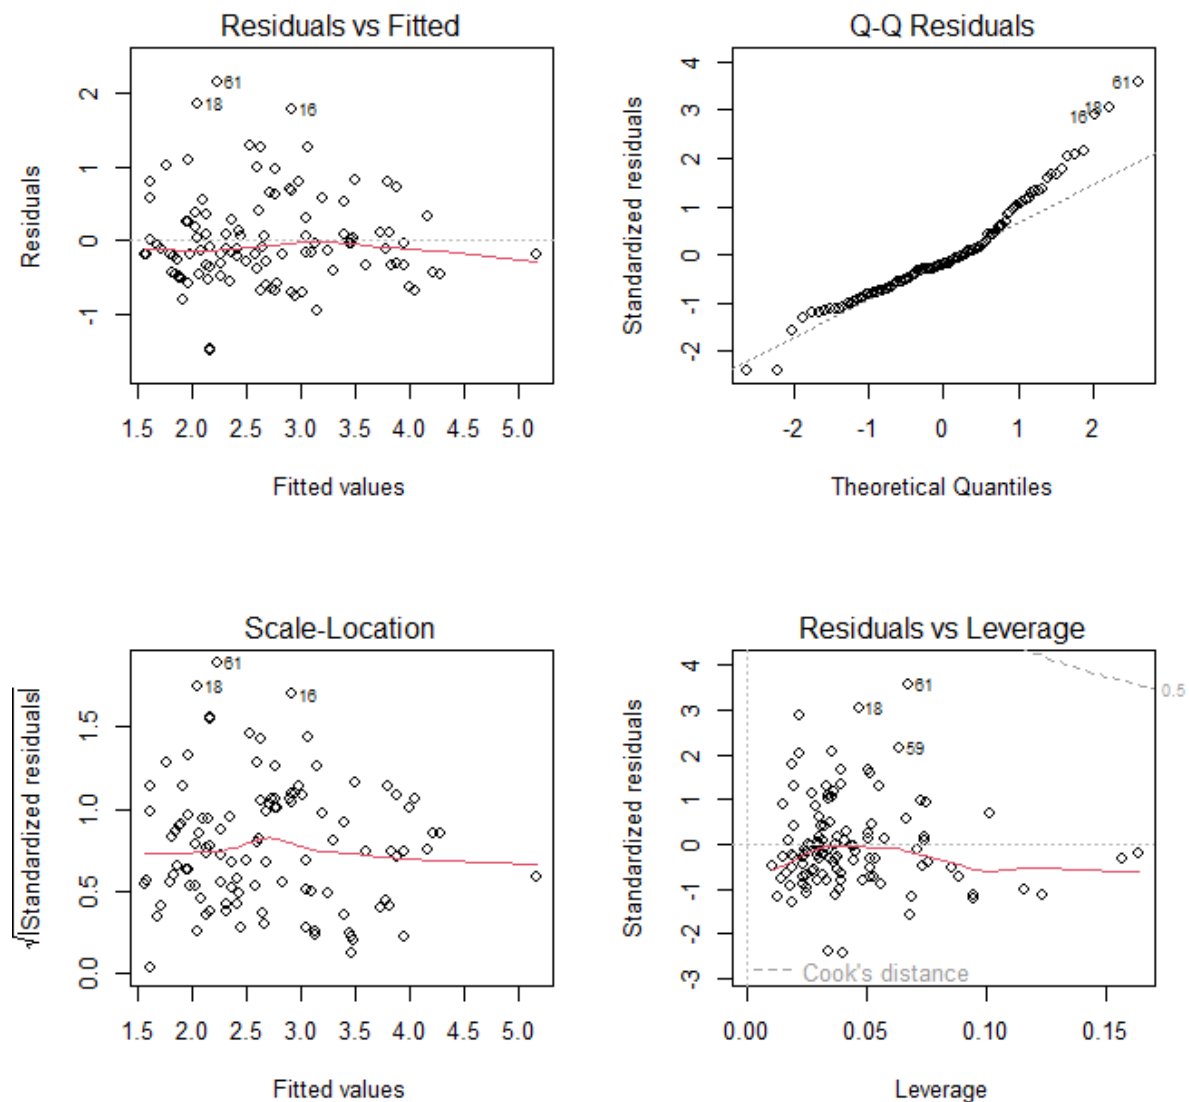 Residuals vs Fitted
Residuals
2
1
0
-1
61
18
16
1.5 2.0 2.5 3.0 3.5 4.0 4.5 5.0
Fitted values
Q-Q Residuals
Standardized residuals
4
3
2
1
0
-1
-2
61
18
16
-2 -1 0 1 2
Theoretical Quantiles
Scale-Location
√|Standardized residuals|
1.5
1.0
0.5
0.0
61
18
16
1.5 2.0 2.5 3.0 3.5 4.0 4.5 5.0
Fitted values
Residuals vs Leverage
Standardized residuals
4
3
2
1
0
-1
-2
-3
61
18
59
0.5
Cook's distance
0.00 0.05 0.10 0.15
Leverage